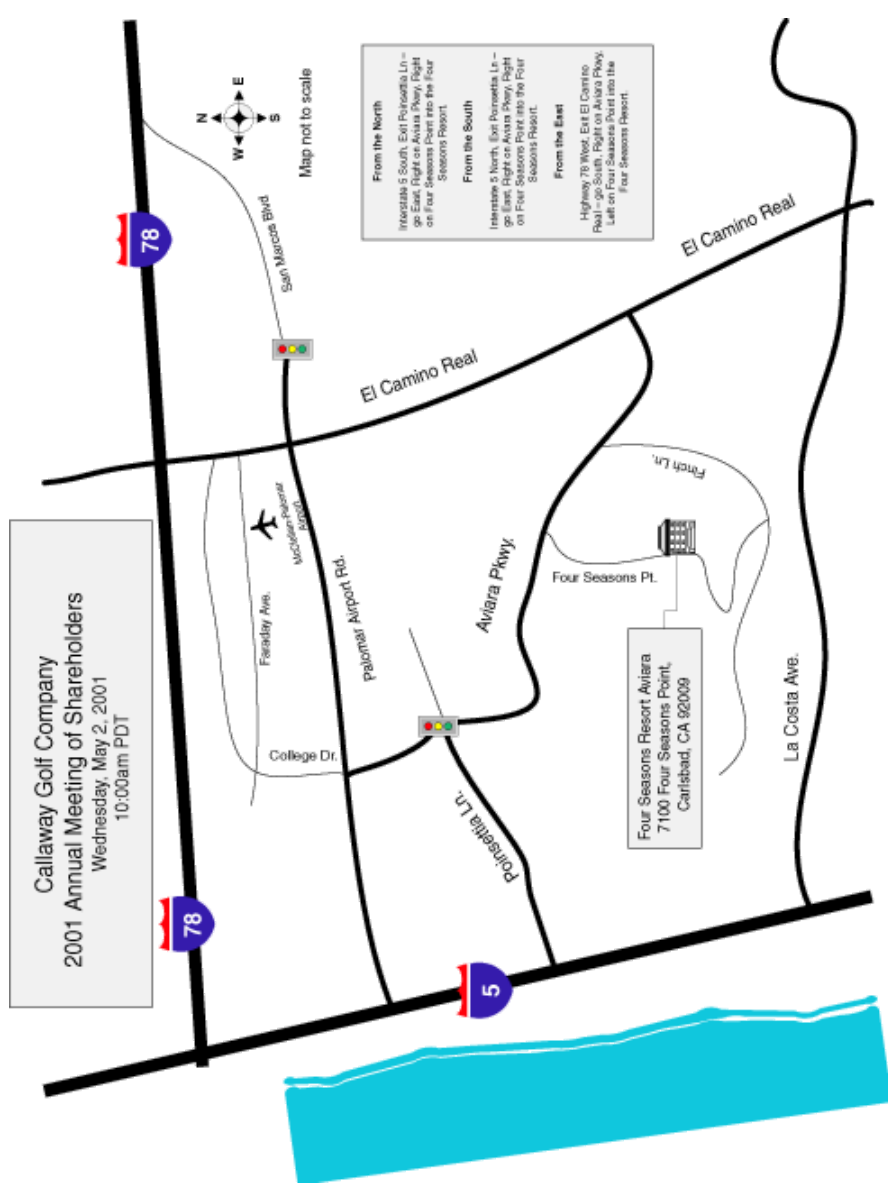 Callaway Golf Company
2001 Annual Meeting of Shareholders
Wednesday, May 2, 2001
10:00am PDT
78
78
San Marcos Blvd.
N
W
E
S
Map not to scale
From the North
Interstate 5 South, Exit Poinsettia Ln –
go East, Right on Aviara Pkwy, Right
on Four Seasons Point into the Four
Seasons Resort.
From the South
Interstate 5 North, Exit Poinsettia Ln –
go East, Right on Aviara Pkwy, Right
on Four Seasons Point into the Four
Seasons Resort.
From the East
Highway 78 West, Exit El Camino
Real – go South, Right on Aviara Pkwy,
Left on Four Seasons Point into the
Four Seasons Resort.
El Camino Real
El Camino Real
Faraday Ave.
McClellan-Palomar
Airport
College Dr.
Palomar Airport Rd.
Aviara Pkwy.
Poinsettia Ln.
Finch Ln.
Four Seasons Pt.
Four Seasons Resort Aviara
7100 Four Seasons Point,
Carlsbad, CA 92009
La Costa Ave.
5